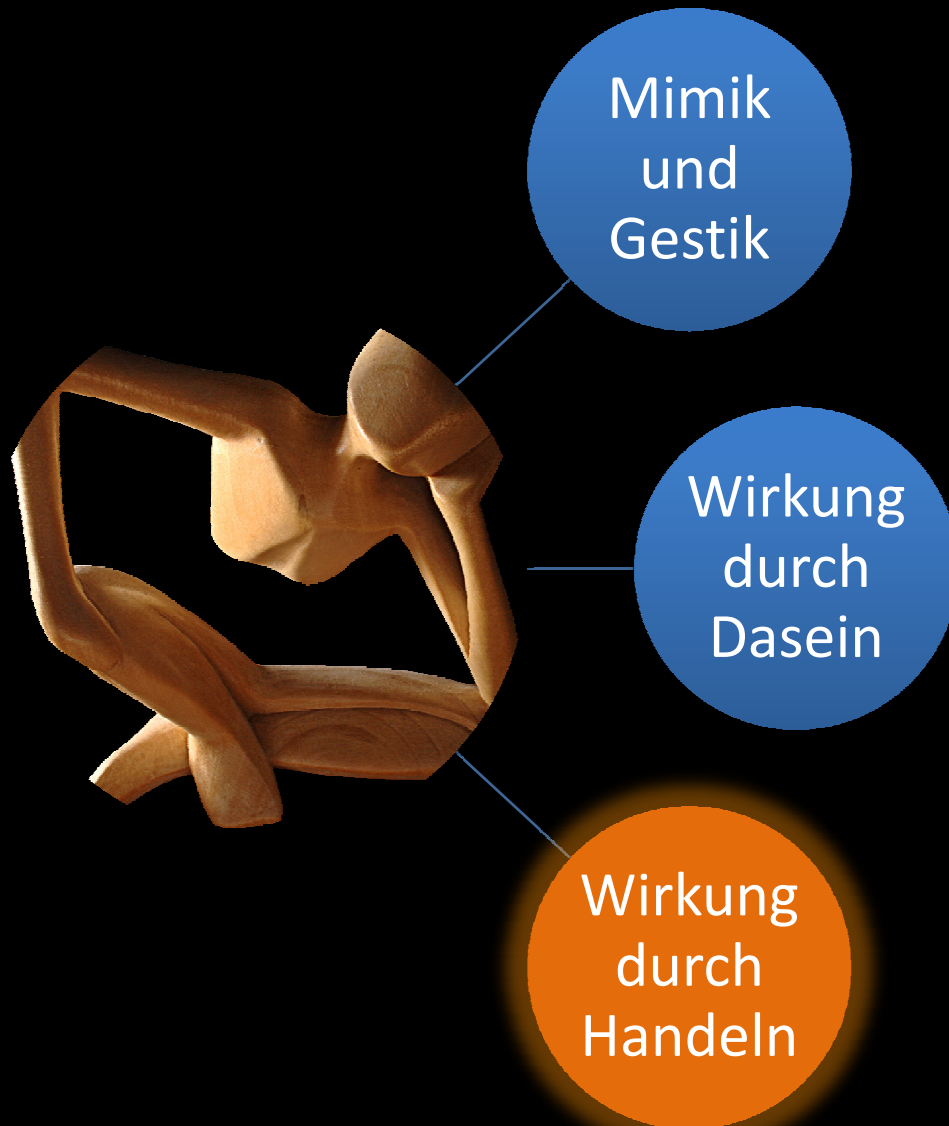 Mimik
und
Gestik
Wirkung
durch
Dasein
Wirkung
durch
Handeln